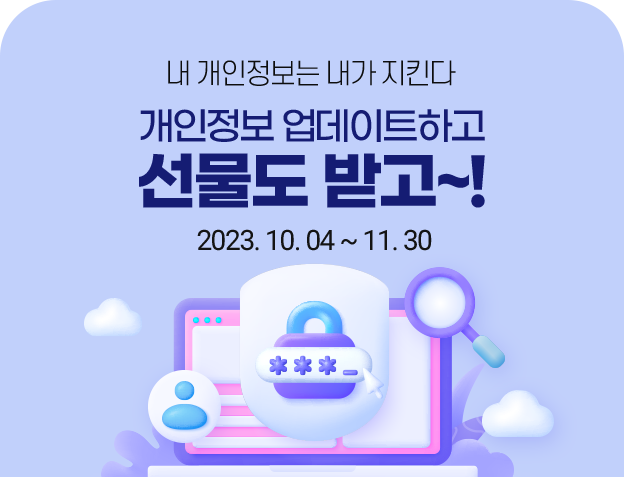 내 개인정보는 내가 지킨다
개인정보 업데이트하고
선물도 받고~!
2023. 10. 04 ~ 11. 30
***_